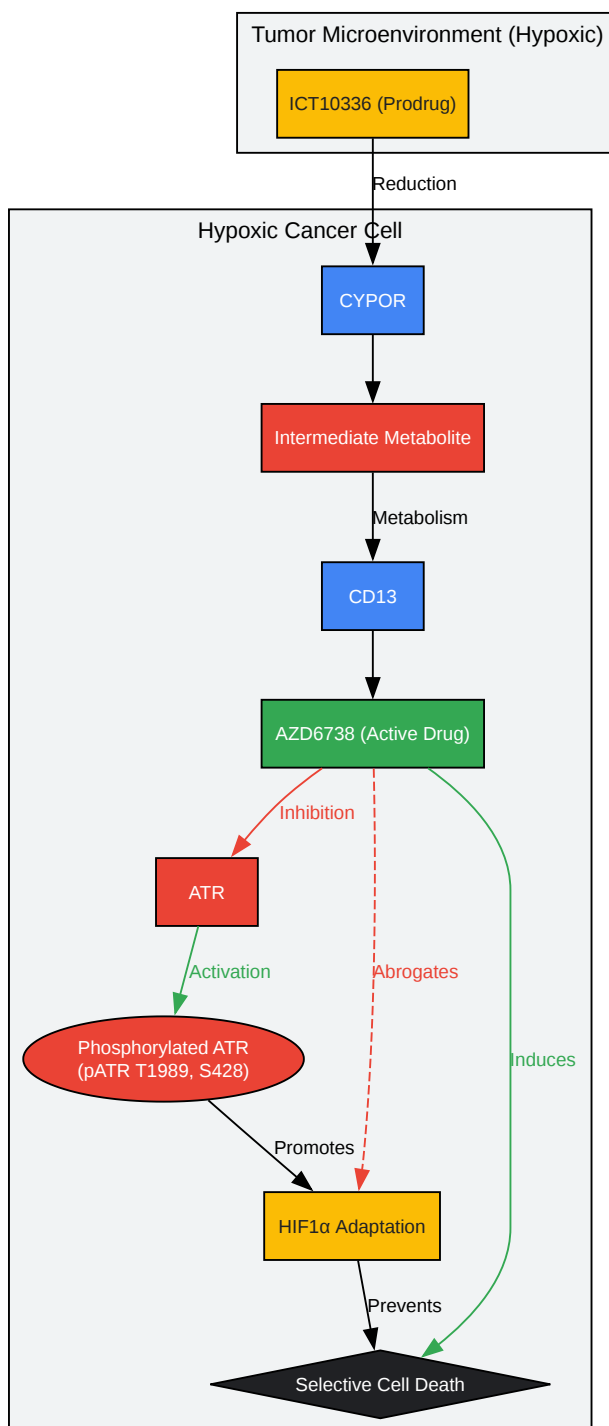 Tumor Microenvironment (Hypoxic)
ICT10336 (Prodrug)
Reduction
Hypoxic Cancer Cell
CYPOR
Intermediate Metabolite
Metabolism
CD13
AZD6738 (Active Drug)
Inhibition
ATR
Activation
Abrogates
Phosphorylated ATR
(pATR T1989, S428)
Induces
Promotes
HIF1α Adaptation
Prevents
Selective Cell Death